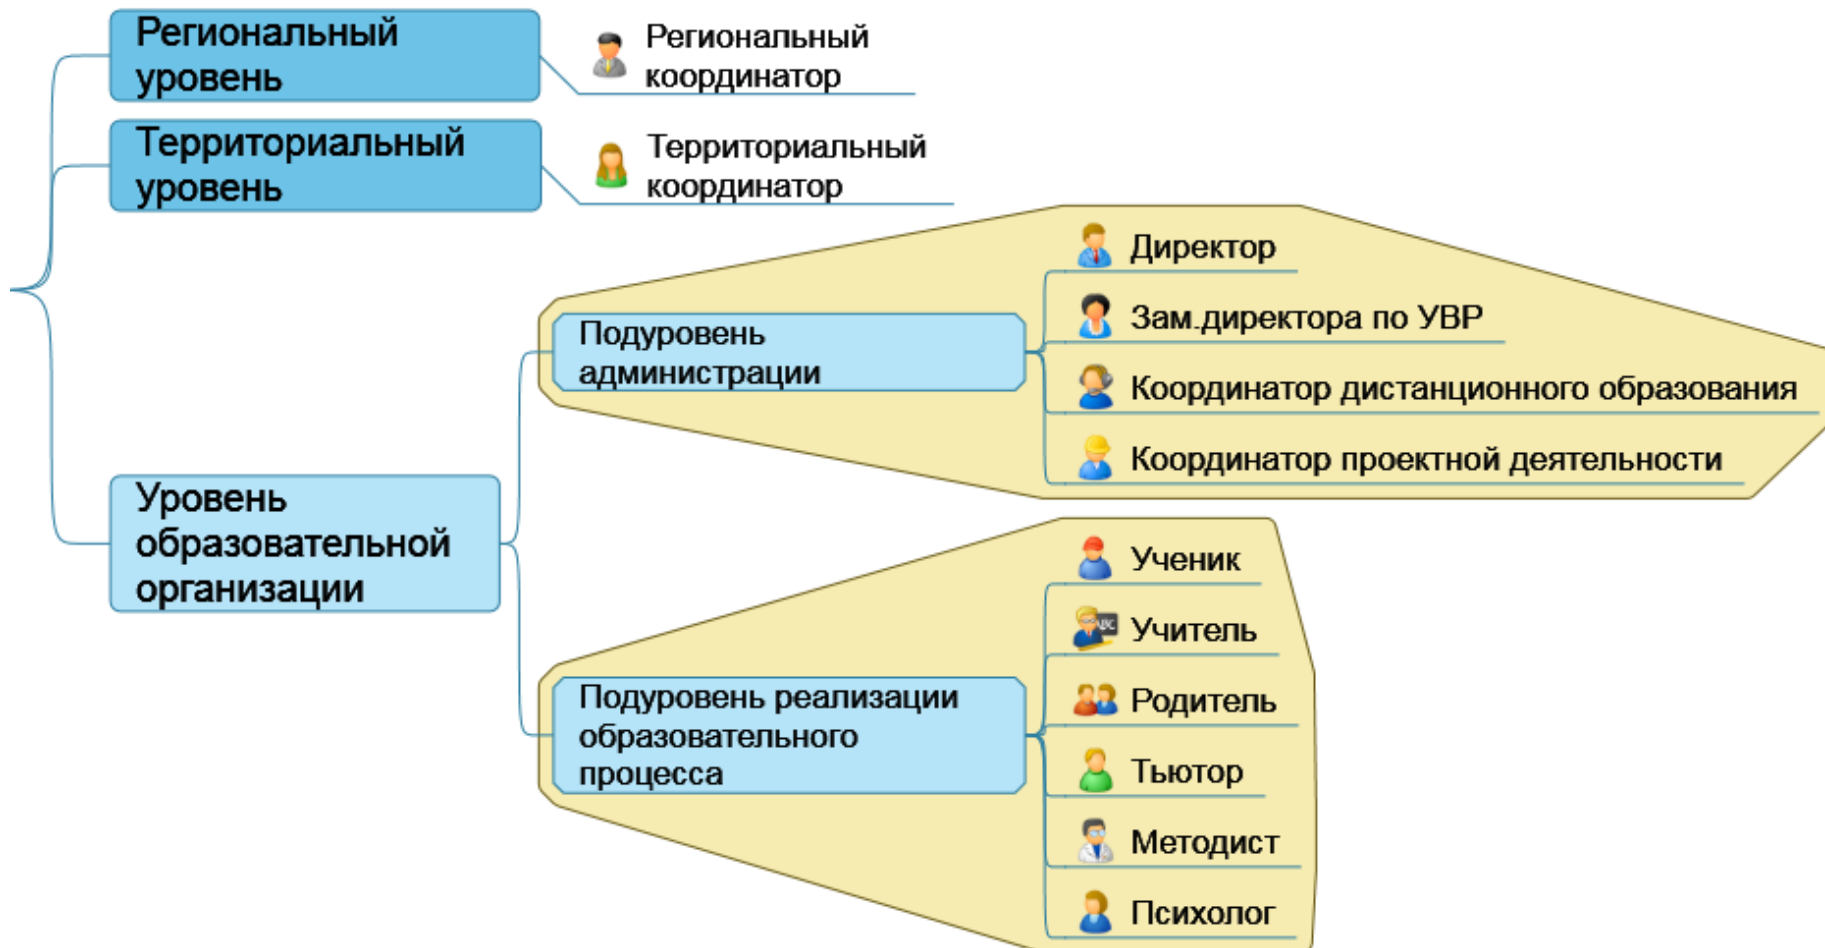 Региональный
уровень
Региональный
координатор
Территориальный
уровень
Территориальный
координатор
Уровень
образовательной
организации
Подуровень
администрации
Директор
Зам.директора по УВР
Координатор дистанционного образования
Координатор проектной деятельности
Подуровень реализации
образовательного
процесса
Ученик
ABC
Учитель
Родитель
Тьютор
Методист
Психолог